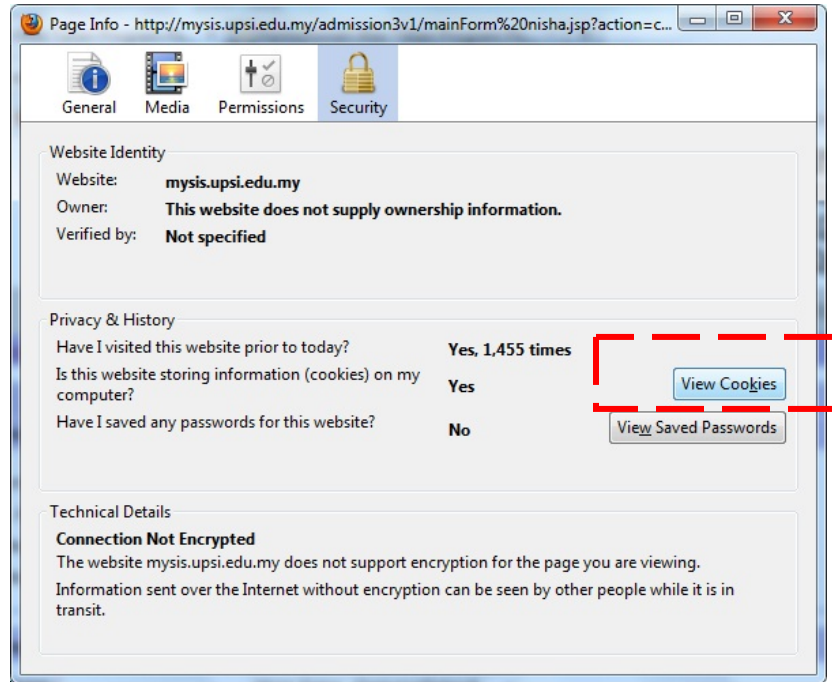 Page Info - http://mysis.upsi.edu.my/admission3v1/mainForm%20nisha.jsp?action=c...
General Media Permissions Security
Website Identity
Website: mysis.upsi.edu.my
Owner: This website does not supply ownership information.
Verified by: Not specified
Privacy & History
Have I visited this website prior to today? Yes, 1,455 times
Is this website storing information (cookies) on my
computer? Yes View Cookies
Have I saved any passwords for this website? No View Saved Passwords
Technical Details
Connection Not Encrypted
The website mysis.upsi.edu.my does not support encryption for the page you are viewing.
Information sent over the Internet without encryption can be seen by other people while it is in
transit.